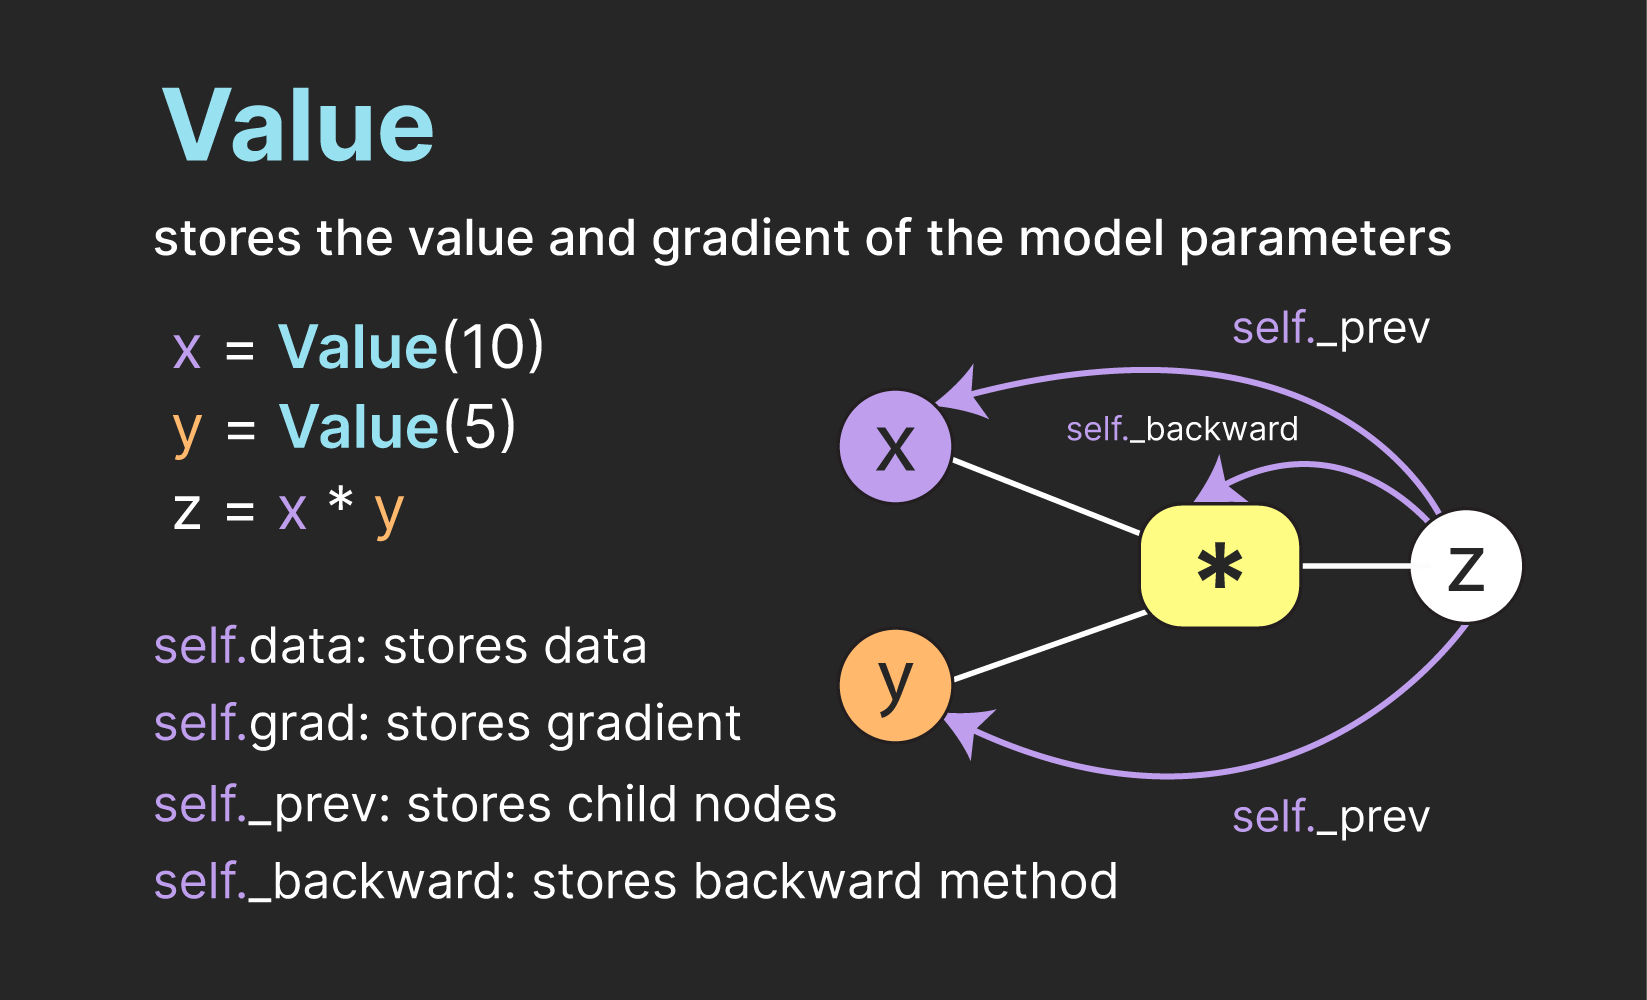 Value
stores the value and gradient of the model parameters
x = Value(10)
y = Value(5)
z = x * y
self.data: stores data
self.grad: stores gradient
self._prev: stores child nodes
self._backward: stores backward method
self._prev
self._backward
x
*
z
y
self._prev